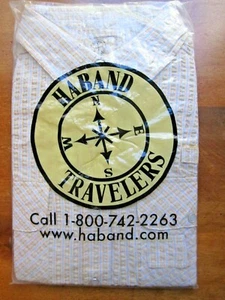 HABAND
N
W E
S
TRAVELERS
Call 1-800-742-2263
www.haband.com